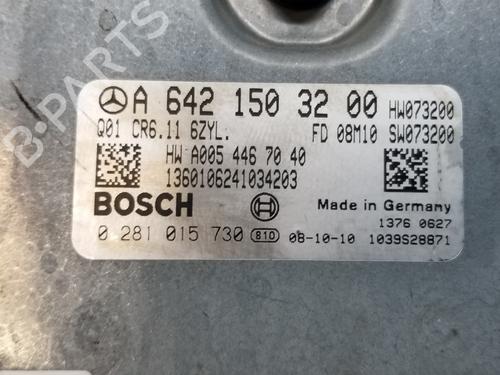 B-PARTS
A 642 150 32 00 HW073200
Q01 CR6.11 6ZYL. FD 08M10 SW073200
HW A005 446 70 40
1360106241034203
BOSCH
Made in Germany
1376 0627
0 281 015 730 810 08-10-10 1039S28871